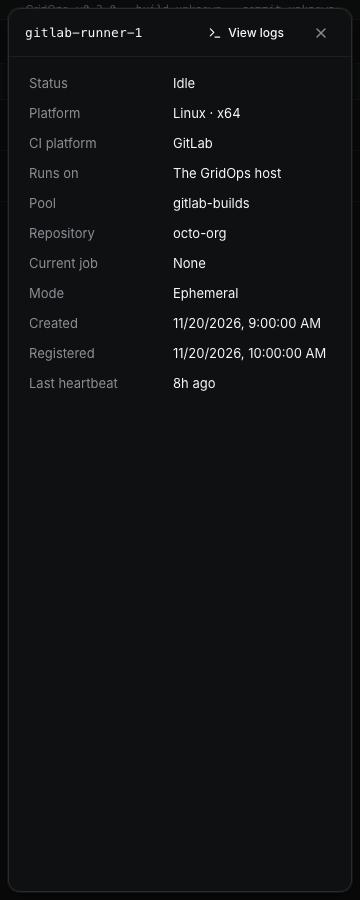 gitlab-runner-1
View logs
Status Idle
Platform Linux · x64
CI platform GitLab
Runs on The GridOps host
Pool gitlab-builds
Repository octo-org
Current job None
Mode Ephemeral
Created 11/20/2026, 9:00:00 AM
Registered 11/20/2026, 10:00:00 AM
Last heartbeat 8h ago